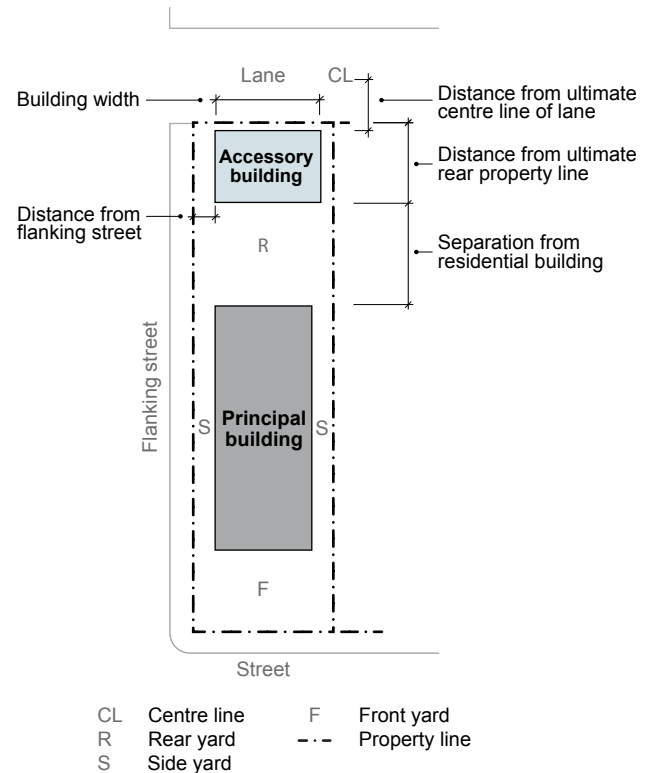 Lane
CL
Building width
Distance from ultimate
centre line of lane
Accessory
building
Distance from ultimate
rear property line
Distance from
flanking street
R
Separation from
residential building
Flanking street
S
Principal
building
S
F
Street
CL Centre line
R Rear yard
S Side yard
F Front yard
Property line